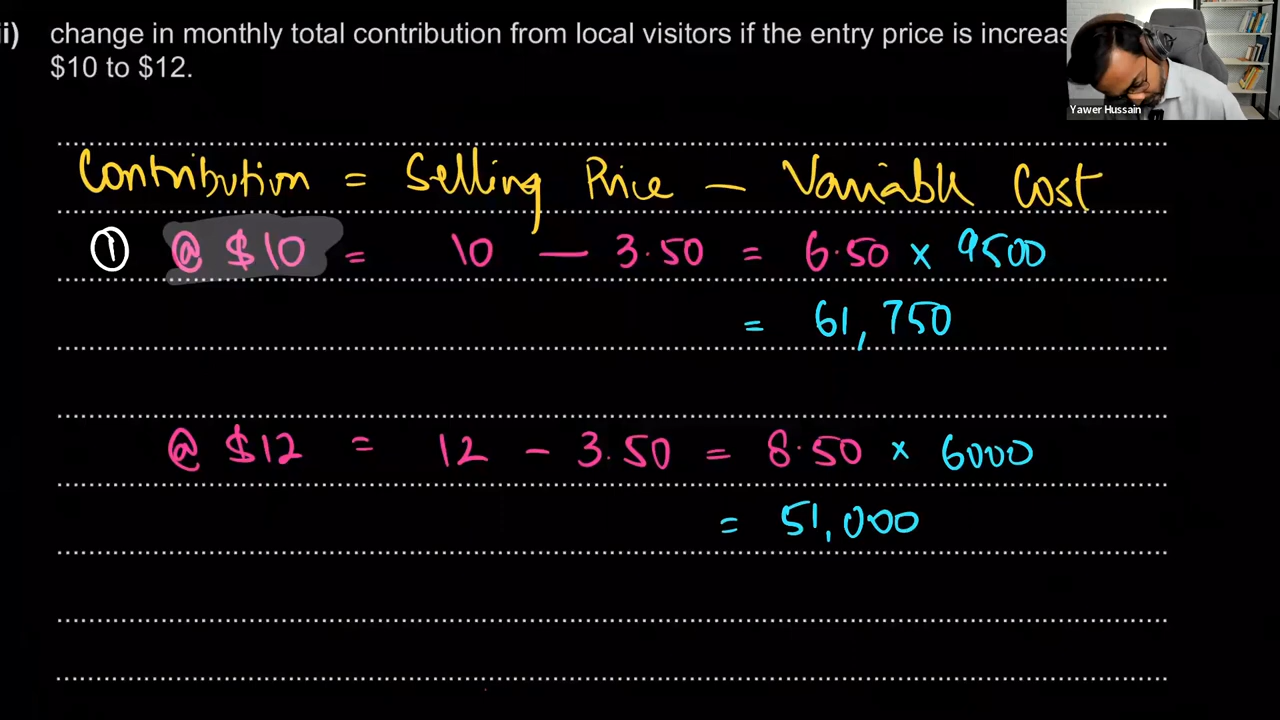 ii) change in monthly total contribution from local visitors if the entry price is increas
$10 to $12.
Yawer Hussain
Contribution = Selling Price — Variable Cost
① @ $10 = 10 — 3.50 = 6.50 × 9500
= 61,750
@ $12 = 12 - 3.50 = 8.50 × 6000
= 51,000